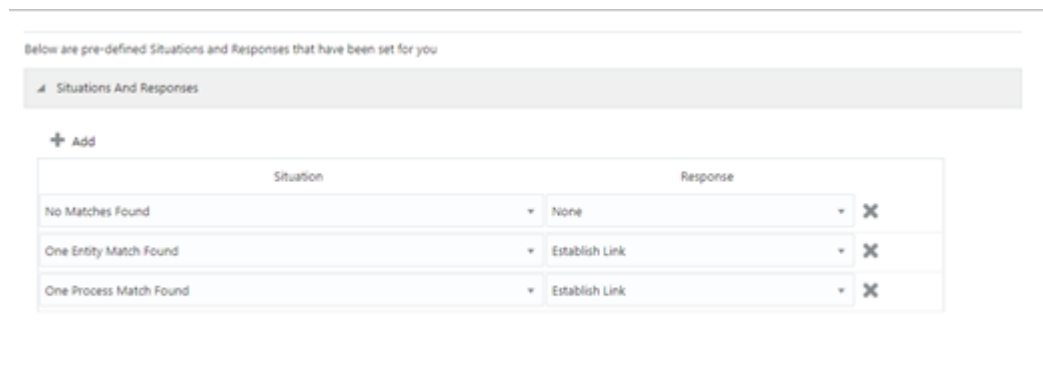 Below are pre-defined Situations and Responses that have been set for you
Situations And Responses
Add
Situation Response
No Matches Found None
One Entity Match Found Establish Link
One Process Match Found Establish Link